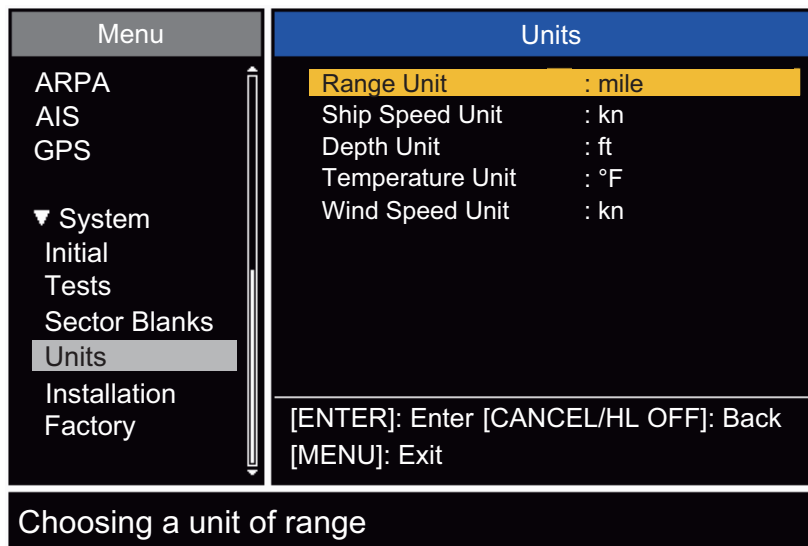 Menu
ARPA
AIS
GPS
▼ System
Initial
Tests
Sector Blanks
Units
Installation
Factory
Units
Range Unit : mile
Ship Speed Unit : kn
Depth Unit : ft
Temperature Unit : °F
Wind Speed Unit : kn
[ENTER]: Enter [CANCEL/HL OFF]: Back
[MENU]: Exit
Choosing a unit of range